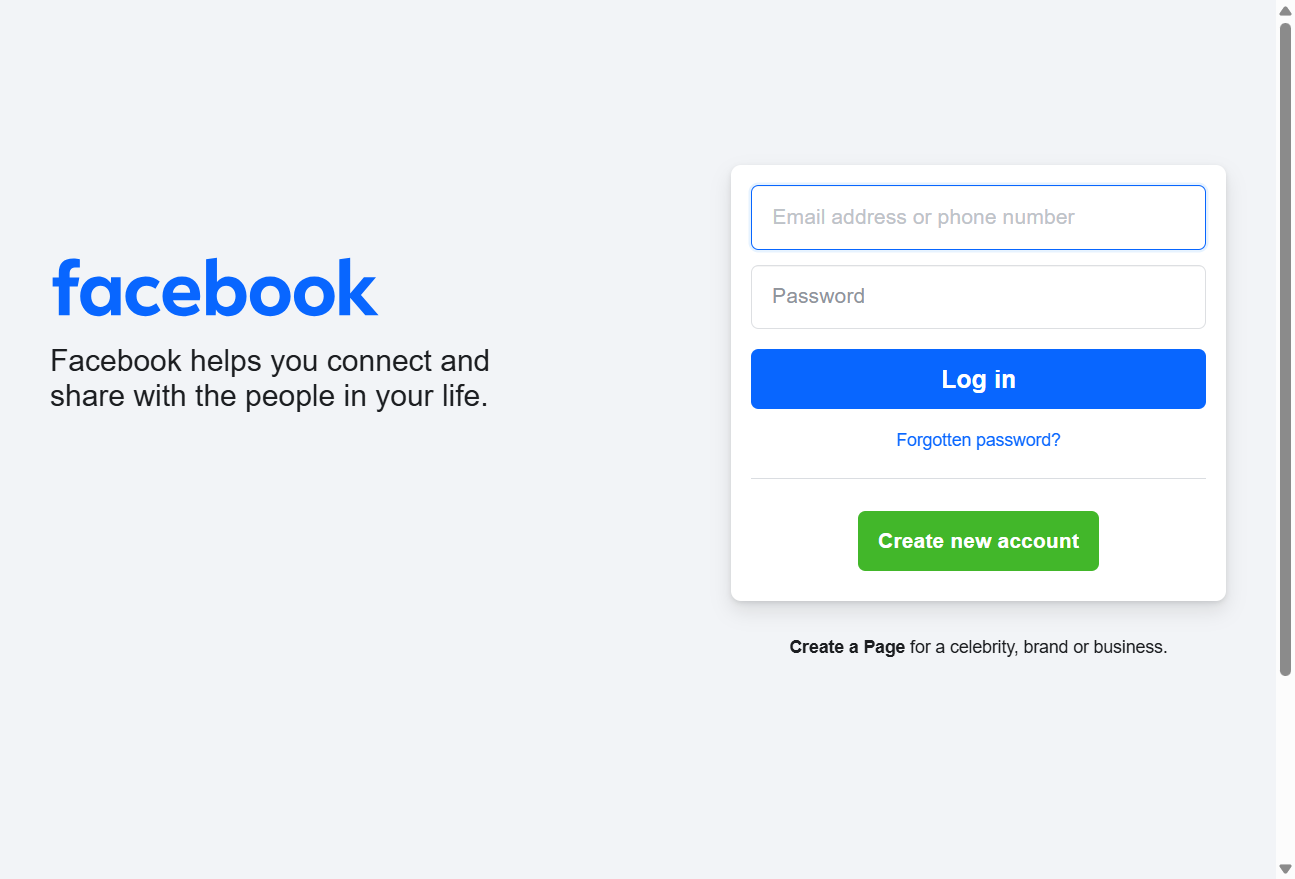 facebook
Facebook helps you connect and
share with the people in your life.
Email address or phone number
Password
Log in
Forgotten password?
Create new account
Create a Page for a celebrity, brand or business.